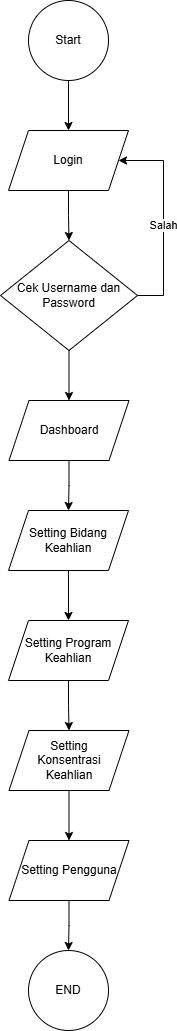 Start
Login
Salah
Cek Username dan
Password
Dashboard
Setting Bidang
Keahlian
Setting Program
Keahlian
Setting
Konsentrasi
Keahlian
Setting Pengguna
END